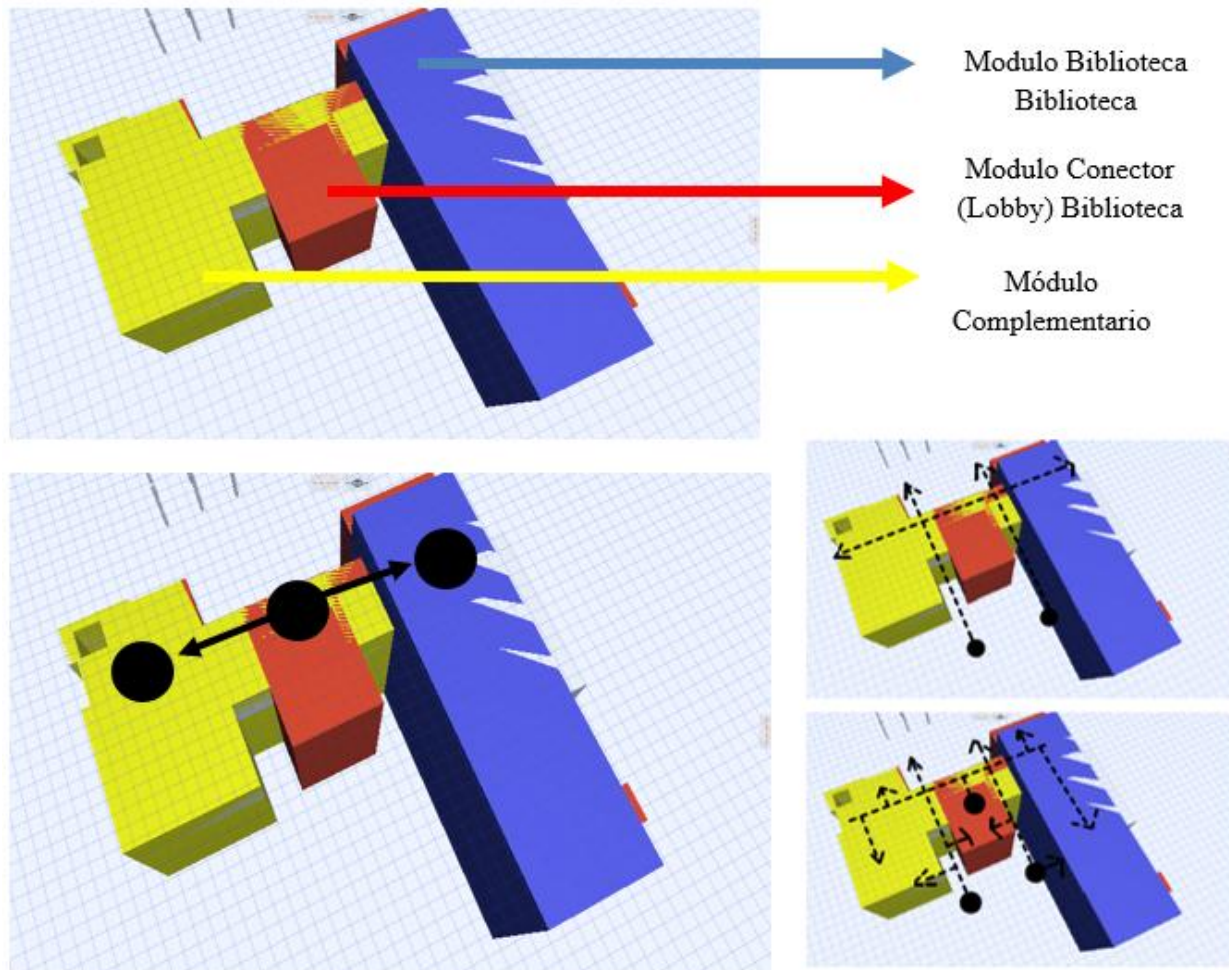 Modulo Biblioteca
Biblioteca
Modulo Conector
(Lobby) Biblioteca
Módulo
Complementario